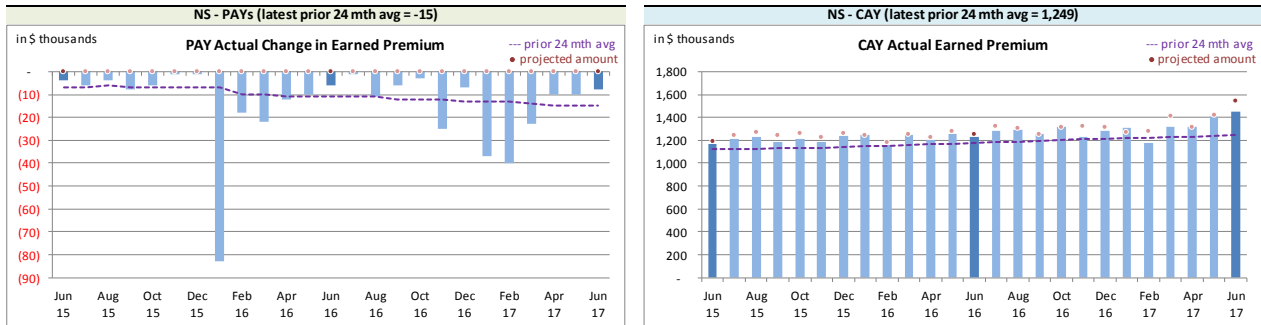 NS - PAYs (latest prior 24 mth avg = -15)
in $ thousands
PAY Actual Change in Earned Premium
--- prior 24 mth avg
● projected amount
-
(10)
(20)
(30)
(40)
(50)
(60)
(70)
(80)
(90)
Jun Aug Oct Dec Feb Apr Jun Aug Oct Dec Feb Apr Jun
15 15 15 15 16 16 16 16 16 16 17 17 17
NS - CAY (latest prior 24 mth avg = 1,249)
in $ thousands
CAY Actual Earned Premium
--- prior 24 mth avg
● projected amount
1,800
1,600
1,400
1,200
1,000
800
600
400
200
-
Jun Aug Oct Dec Feb Apr Jun Aug Oct Dec Feb Apr Jun
15 15 15 15 16 16 16 16 16 16 17 17 17